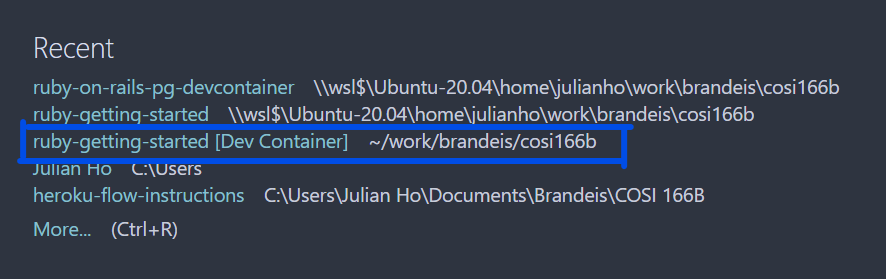 Recent
ruby-on-rails-pg-devcontainer \\wsl$\Ubuntu-20.04\home\julianho\work\brandeis\cosi166b
ruby-getting-started \\wsl$\Ubuntu-20.04\home\julianho\work\brandeis\cosi166b
ruby-getting-started [Dev Container] ~/work/brandeis/cosi166b
Julian Ho C:\Users
heroku-flow-instructions C:\Users\Julian Ho\Documents\Brandeis\COSI 166B
More... (Ctrl+R)